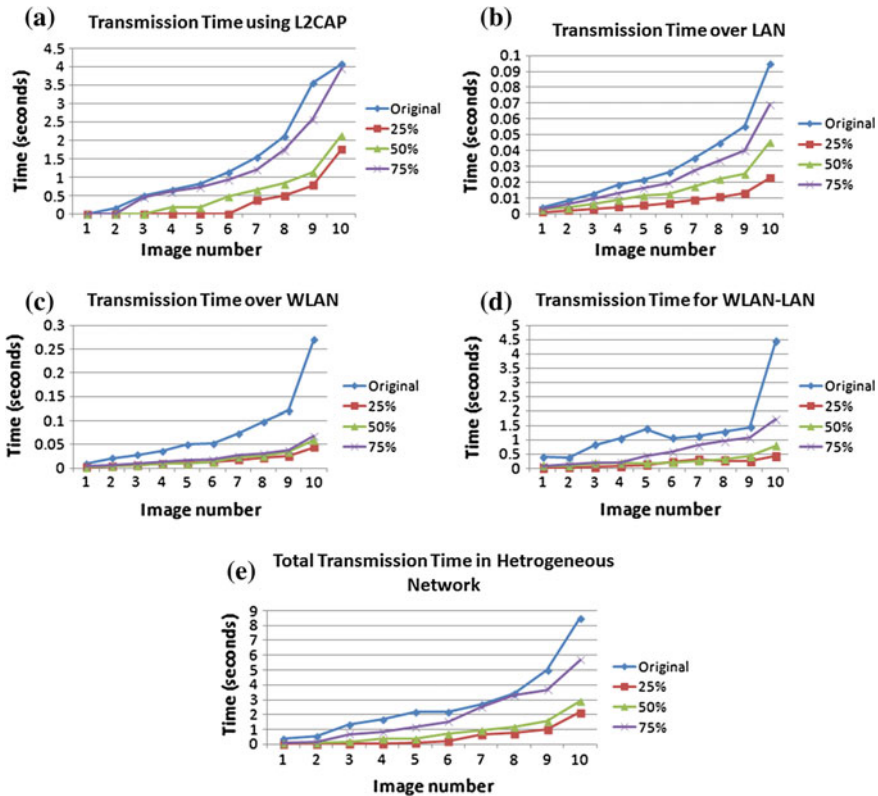 (a)
Transmission Time using L2CAP
Time (seconds)
4.5
4
3.5
3
2.5
2
1.5
1
0.5
0
1 2 3 4 5 6 7 8 9 10
Image number
Original
25%
50%
75%
(b)
Transmission Time over LAN
Time (seconds)
0.1
0.09
0.08
0.07
0.06
0.05
0.04
0.03
0.02
0.01
0
1 2 3 4 5 6 7 8 9 10
Image number
Original
25%
50%
75%
(c)
Transmission Time over WLAN
Time (seconds)
0.3
0.25
0.2
0.15
0.1
0.05
0
1 2 3 4 5 6 7 8 9 10
Image number
Original
25%
50%
75%
(d)
Transmission Time for WLAN-LAN
Time (seconds)
5
4.5
4
3.5
3
2.5
2
1.5
1
0.5
0
1 2 3 4 5 6 7 8 9 10
Image number
Original
25%
50%
75%
(e)
Total Transmission Time in Hetrogeneous
Network
Time (seconds)
9
8
7
6
5
4
3
2
1
0
1 2 3 4 5 6 7 8 9 10
Image number
Original
25%
50%
75%